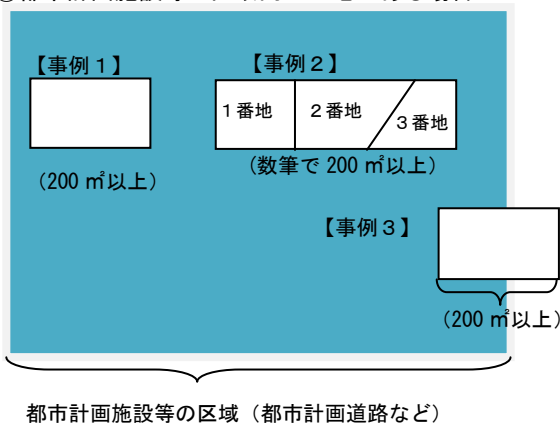 【事例１】
【事例２】
１番地
２番地
３番地
（200 ㎡以上）
（数筆で 200 ㎡以上）
【事例３】
（200 ㎡以上）
都市計画施設等の区域（都市計画道路など）